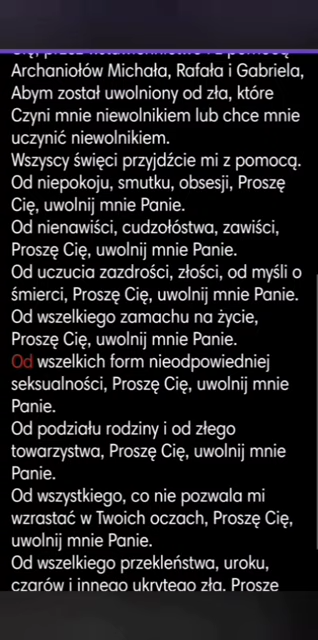 Cię, przez wstawiennictwo i z pomocą
Archaniołów Michała, Rafała i Gabriela,
Abym został uwolniony od zła, które
Czyni mnie niewolnikiem lub chce mnie
uczynić niewolnikiem.
Wszyscy święci przyjdźcie mi z pomocą.
Od niepokoju, smutku, obsesji, Proszę
Cię, uwolnij mnie Panie.
Od nienawiści, cudzołóstwa, zawiści,
Proszę Cię, uwolnij mnie Panie.
Od uczucia zazdrości, złości, od myśli o
śmierci, Proszę Cię, uwolnij mnie Panie.
Od wszelkiego zamachu na życie,
Proszę Cię, uwolnij mnie Panie.
Od wszelkich form nieodpowiedniej
seksualności, Proszę Cię, uwolnij mnie
Panie.
Od podziału rodziny i od złego
towarzystwa, Proszę Cię, uwolnij mnie
Panie.
Od wszystkiego, co nie pozwala mi
wzrastać w Twoich oczach, Proszę Cię,
uwolnij mnie Panie.
Od wszelkiego przekleństwa, uroku,
czarów i innego ukrytego zła, Proszę